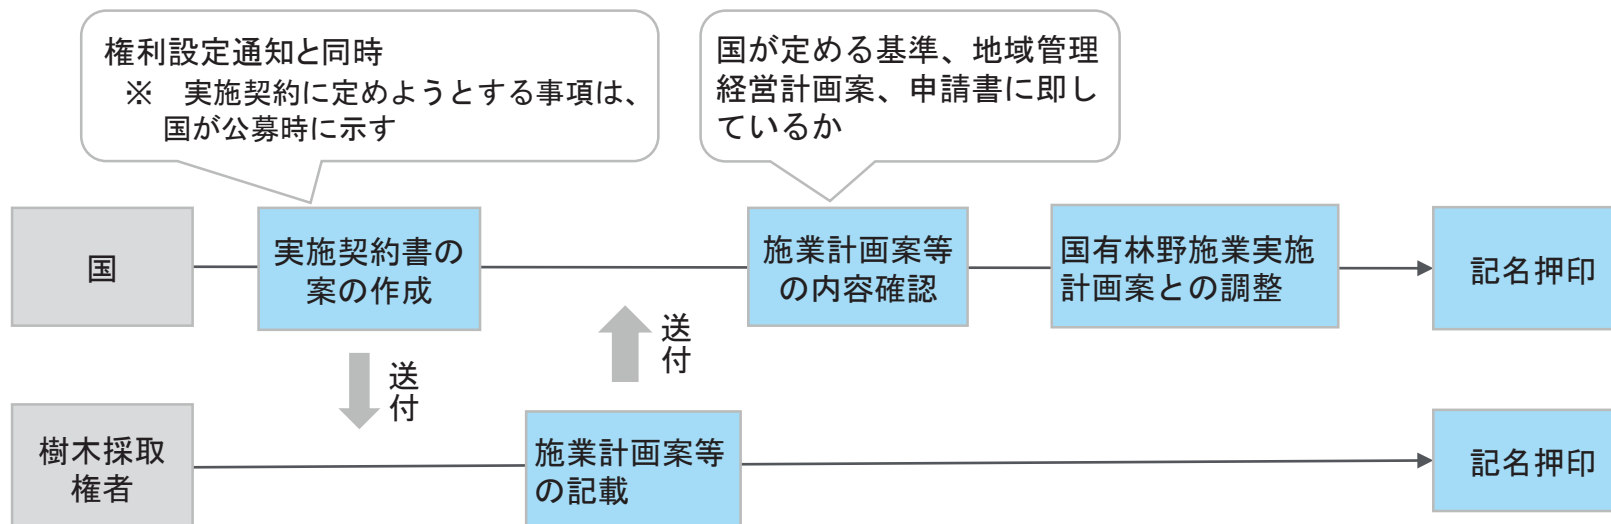 権利設定通知と同時
※　実施契約に定めようとする事項は、
国が公募時に示す
国が定める基準、地域管理
経営計画案、申請書に即し
ているか
国
実施契約書の
案の作成
施業計画案等
の内容確認
国有林野施業実施
計画案との調整
記名押印
送付
送付
樹木採取
権者
施業計画案等
の記載
記名押印